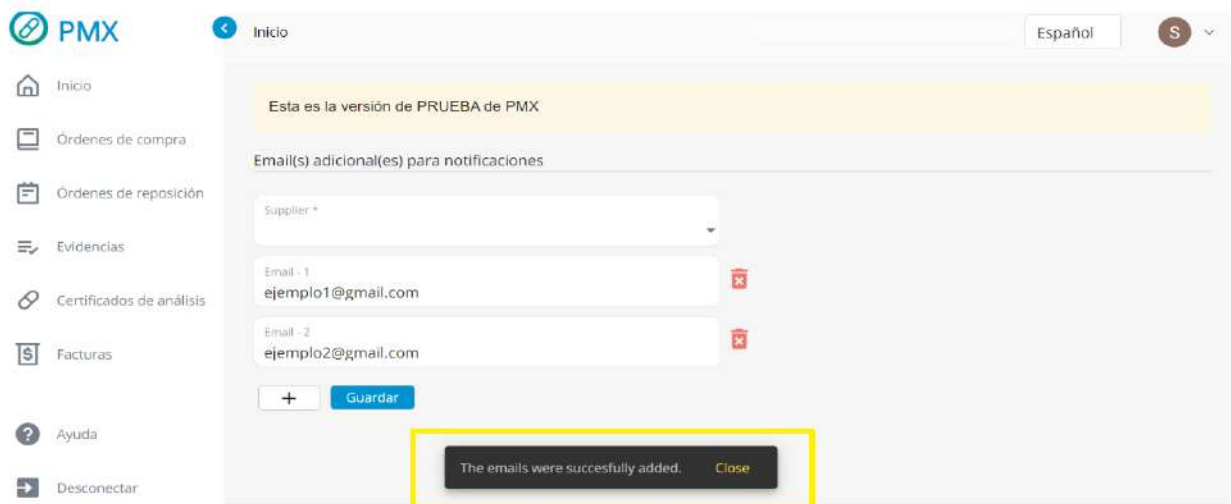 PMX
Inicio
Español
S
Inicio
Órdenes de compra
Órdenes de reposición
Evidencias
Certificados de análisis
Facturas
Ayuda
Desconectar
Esta es la versión de PRUEBA de PMX
Email(s) adicional(es) para notificaciones
Supplier *
Email - 1
ejemplo1@gmail.com
Email - 2
ejemplo2@gmail.com
+
Guardar
The emails were succesfully added. Close